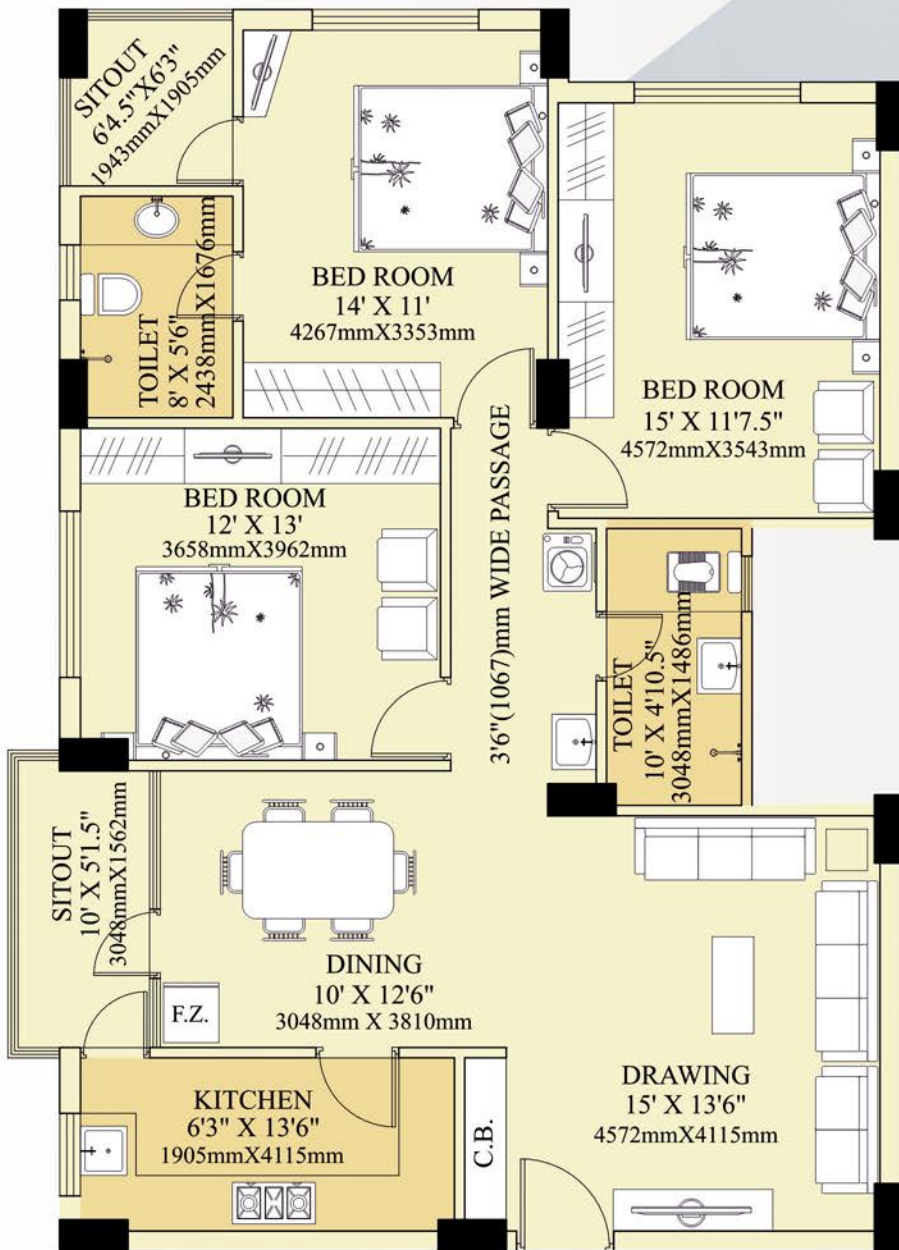 SITOUT
6'4.5"X6'3"
1943mmX1905mm
BED ROOM
14' X 11'
4267mmX3353mm
TOILET
8' X 5'6"
2438mmX1676mm
BED ROOM
15' X 11'7.5"
4572mmX3543mm
BED ROOM
12' X 13'
3658mmX3962mm
3'6"(1067)mm WIDE PASSAGE
TOILET
10' X 4'10.5"
3048mmX1486mm
SITOUT
10' X 5'1.5"
3048mmX1562mm
DINING
10' X 12'6"
3048mm X 3810mm
F.Z.
KITCHEN
6'3" X 13'6"
1905mmX4115mm
C.B.
DRAWING
15' X 13'6"
4572mmX4115mm